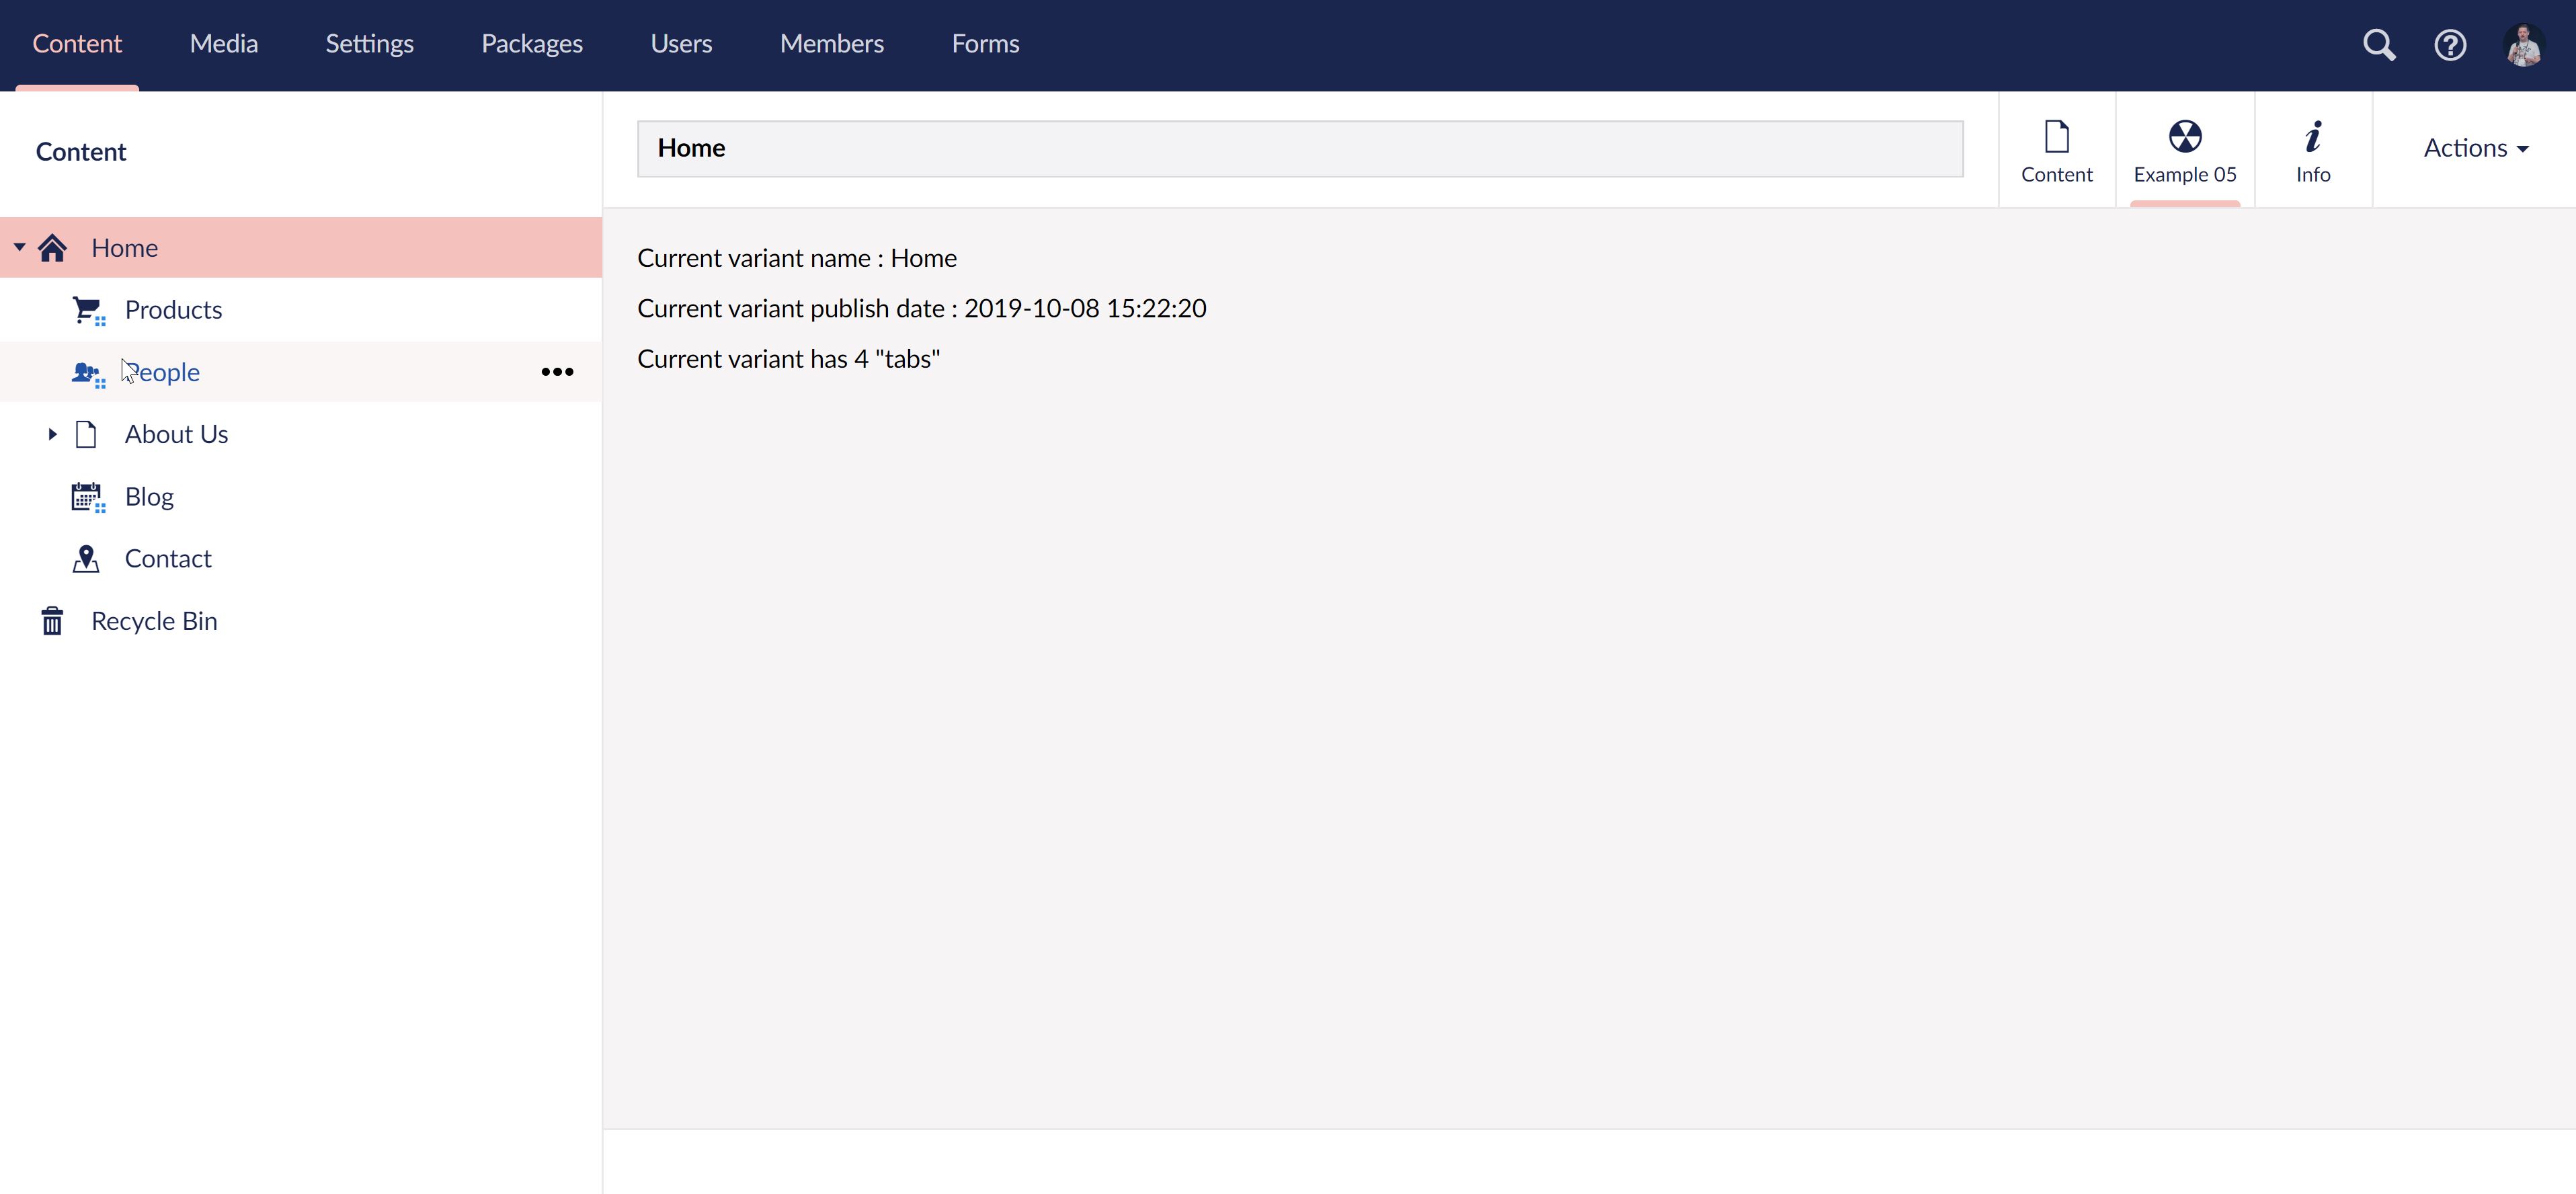 Content Media Settings Packages Users Members Forms
Content
Home
Products
People
About Us
Blog
Contact
Recycle Bin
Home
Content Example 05 Info Actions
Current variant name : Home
Current variant publish date : 2019-10-08 15:22:20
Current variant has 4 "tabs"